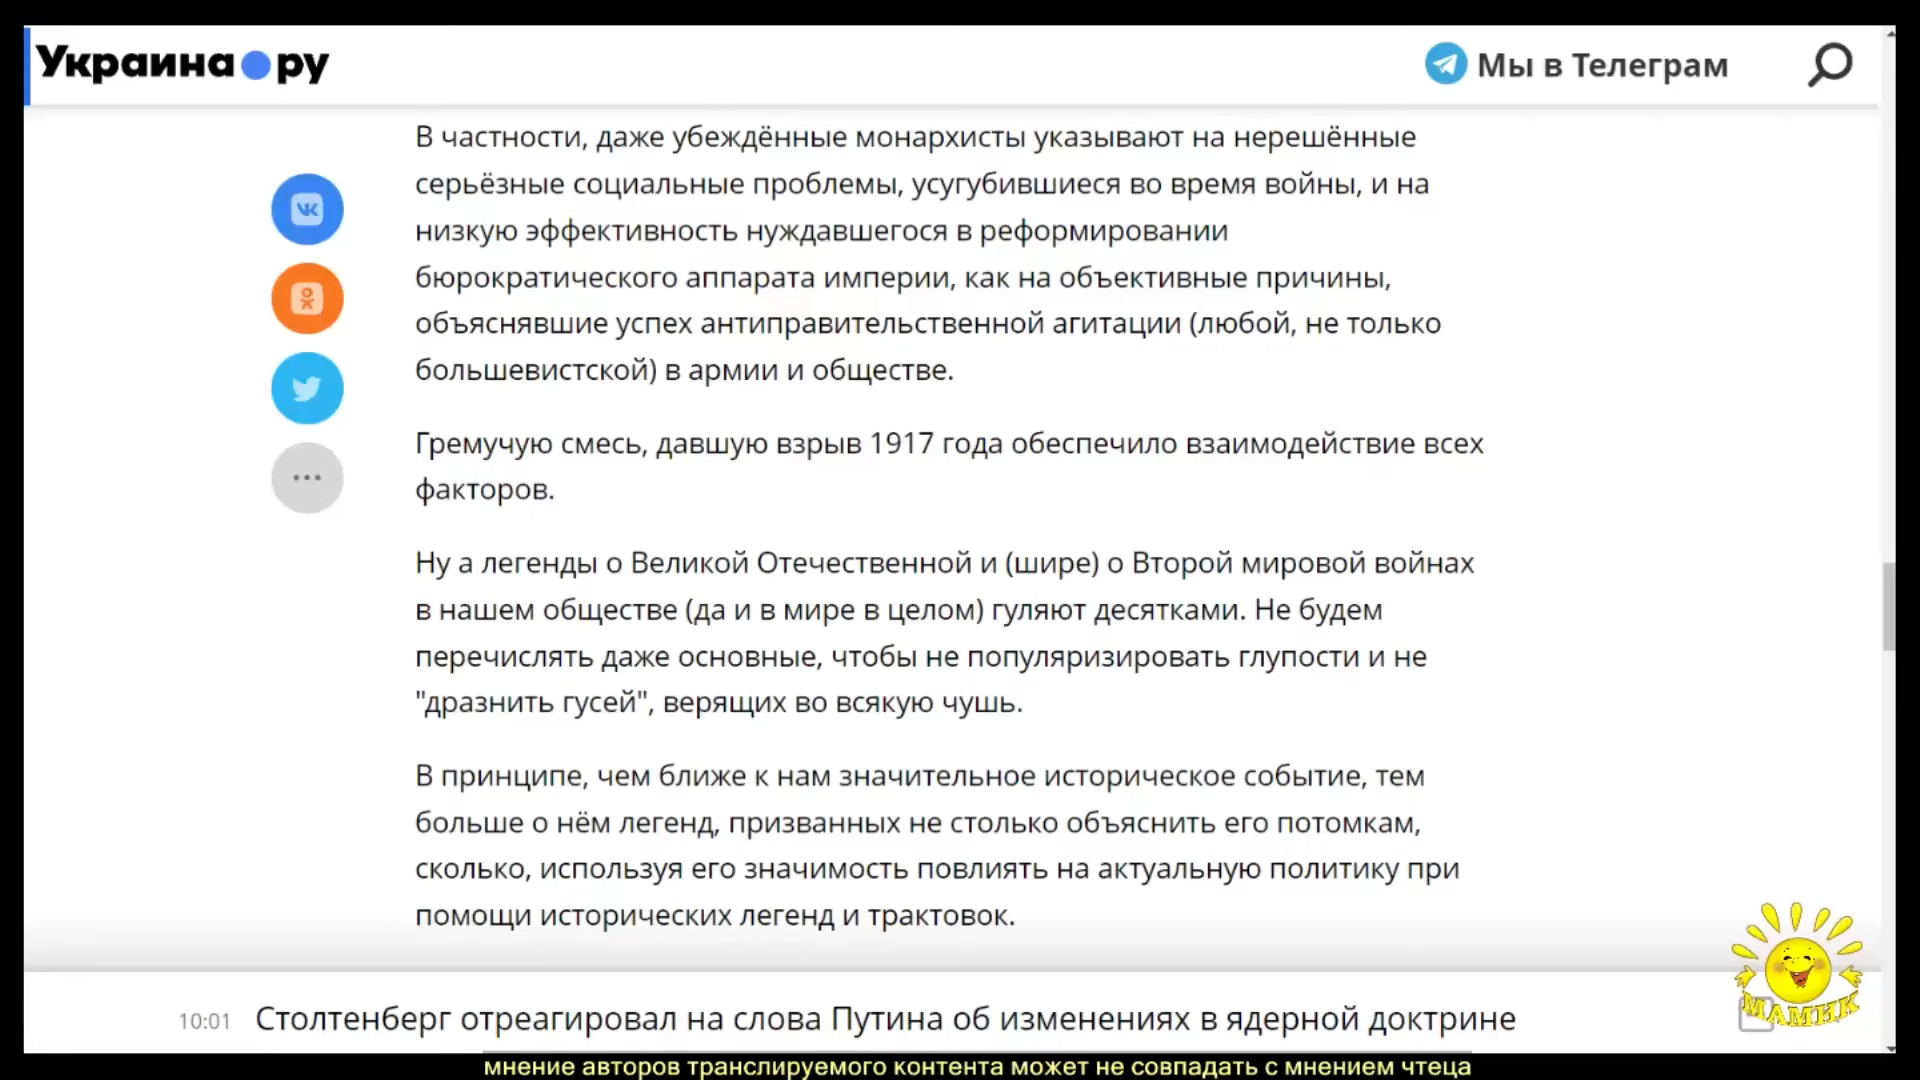 Украина ру
Мы в Телеграм
В частности, даже убеждённые монархисты указывают на нерешённые
серьёзные социальные проблемы, усугубившиеся во время войны, и на
низкую эффективность нуждавшегося в реформировании
бюрократического аппарата империи, как на объективные причины,
объяснявшие успех антиправительственной агитации (любой, не только
большевистской) в армии и обществе.
Гремучую смесь, давшую взрыв 1917 года обеспечило взаимодействие всех
факторов.
Ну а легенды о Великой Отечественной и (шире) о Второй мировой войнах
в нашем обществе (да и в мире в целом) гуляют десятками. Не будем
перечислять даже основные, чтобы не популяризировать глупости и не
"дразнить гусей", верящих во всякую чушь.
В принципе, чем ближе к нам значительное историческое событие, тем
больше о нём легенд, призванных не столько объяснить его потомкам,
сколько, используя его значимость повлиять на актуальную политику при
помощи исторических легенд и трактовок.
МАМИК
10:01 Столтенберг отреагировал на слова Путина об изменениях в ядерной доктрине
мнение авторов транслируемого контента может не совпадать с мнением чтеца